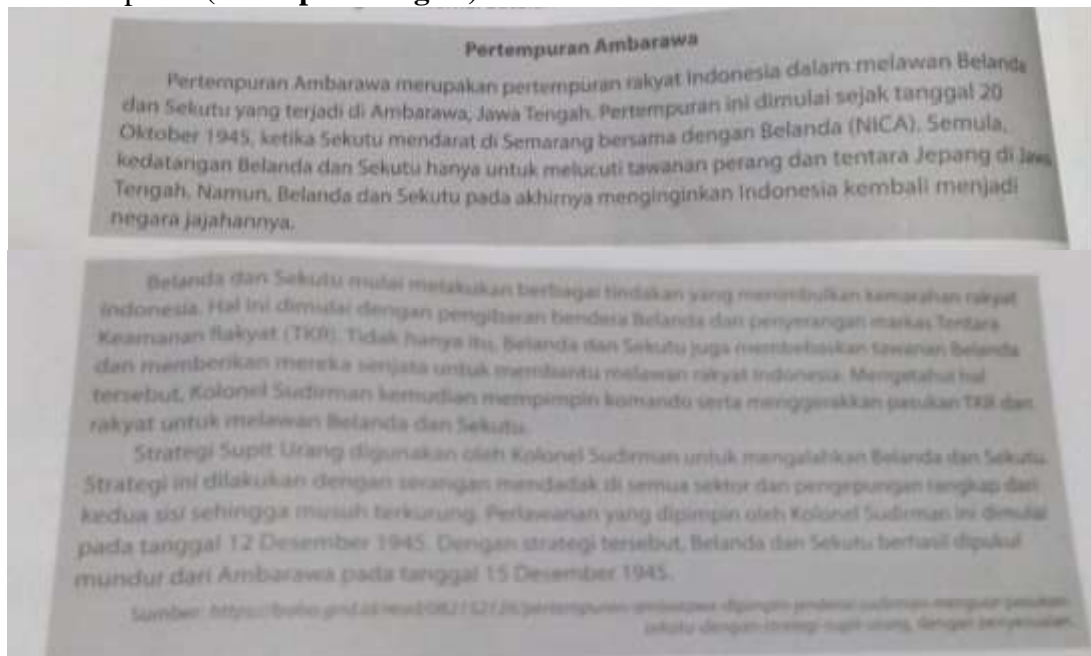 Pertempuran Ambarawa
Pertempuran Ambarawa merupakan pertempuran rakyat Indonesia dalam melawan Belanda
dan Sekutu yang terjadi di Ambarawa, Jawa Tengah. Pertempuran ini dimulai sejak tanggal 20
Oktober 1945, ketika Sekutu mendarat di Semarang bersama dengan Belanda (NICA). Semula,
kedatangan Belanda dan Sekutu hanya untuk melucuti tawanan perang dan tentara Jepang di Jawa
Tengah. Namun, Belanda dan Sekutu pada akhirnya menginginkan Indonesia kembali menjadi
negara jajahannya.
Belanda dan Sekutu mulai melakukan berbagai tindakan yang menimbulkan kemarahan rakyat
Indonesia. Hal ini dimulai dengan pengibaran bendera Belanda dan penyerangan markas Tentara
Keamanan Rakyat (TKR). Tidak hanya itu, Belanda dan Sekutu juga membebaskan tawanan Belanda
dan memberikan mereka senjata untuk membantu melawan rakyat Indonesia. Mengetahui hal
tersebut, Kolonel Sudirman kemudian mempimpin komando serta menggerakkan pasukan TKR dan
rakyat untuk melawan Belanda dan Sekutu.
Strategi Supit Urang digunakan oleh Kolonel Sudirman untuk mengalahkan Belanda dan Sekutu.
Strategi ini dilakukan dengan serangan mendadak di semua sektor dan pengepungan rangkap dari
kedua sisi sehingga musuh terkurung. Perlawanan yang dipimpin oleh Kolonel Sudirman ini dimulai
pada tanggal 12 Desember 1945. Dengan strategi tersebut, Belanda dan Sekutu berhasil dipukul
mundur dari Ambarawa pada tanggal 15 Desember 1945.
Sumber:
sekutu-dengan-strategi-supit-urang, dengan penyesuaian.